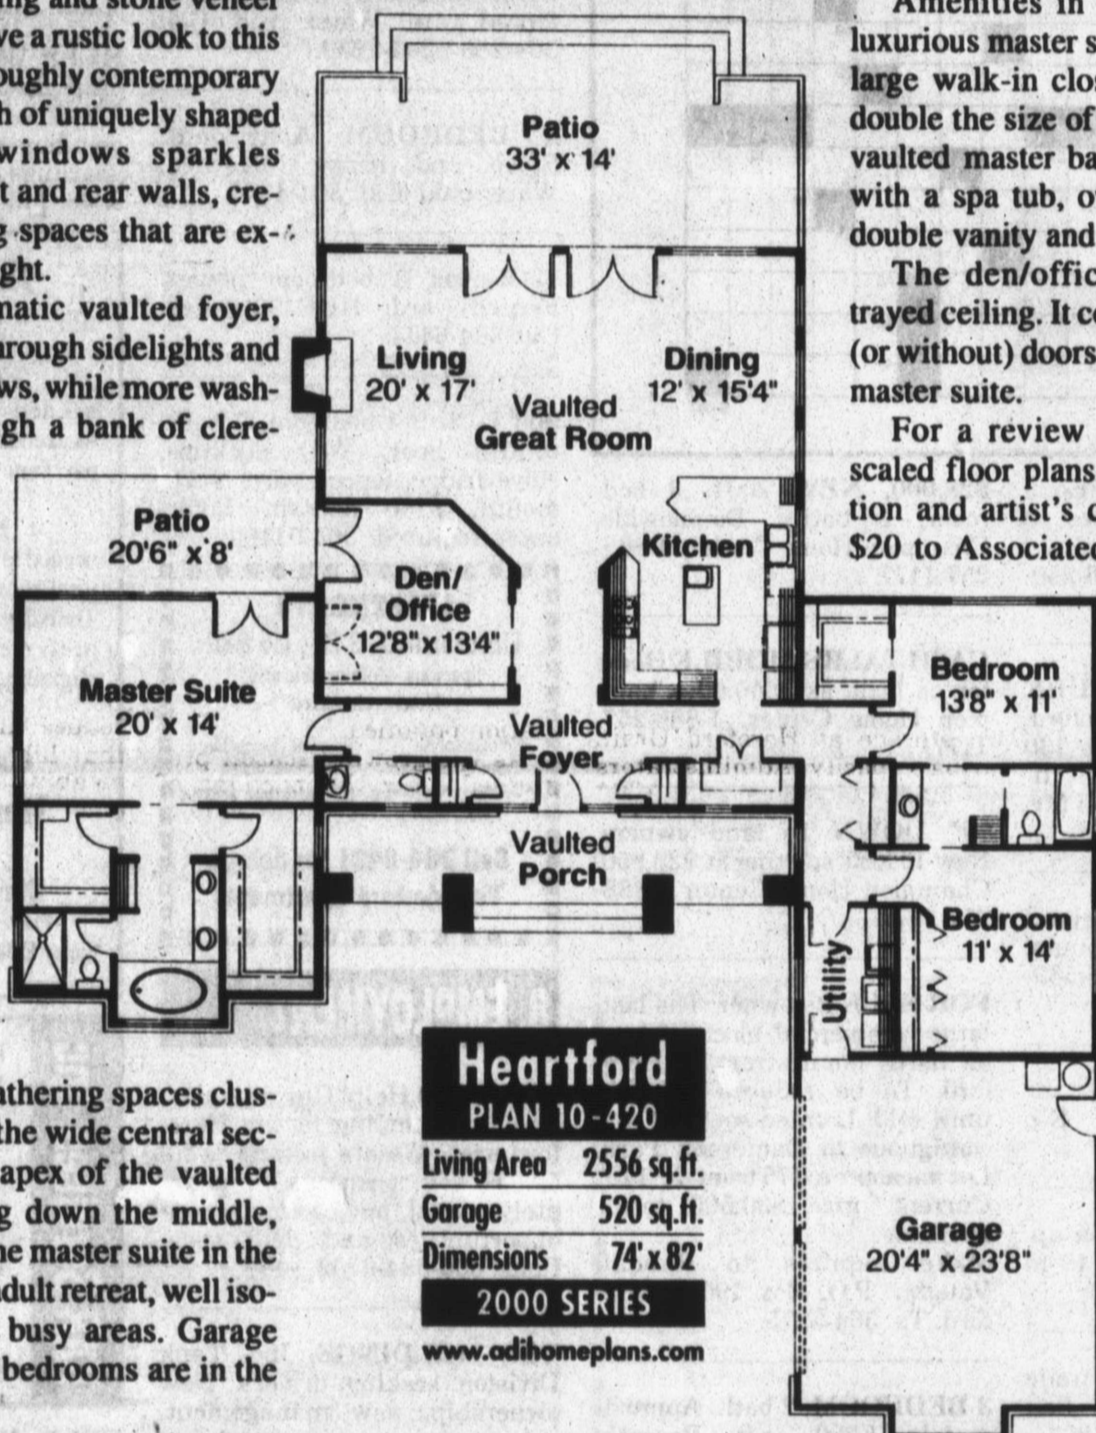 ing and stone veneer
ve a rustic look to this
oughly contemporary
h of uniquely shaped
windows sparkles
t and rear walls, cre-
g spaces that are ex-
ght.
matic vaulted foyer,
hrough sidelights and
ws, while more wash-
gh a bank of clere-
Patio
33' x 14'
Living
20' x 17'
Dining
12' x 15'4"
Vaulted
Great Room
Patio
20'6" x 8'
Den/
Office
12'8" x 13'4"
Kitchen
Master Suite
20' x 14'
Vaulted
Foyer
Bedroom
13'8" x 11'
Vaulted
Porch
Bedroom
11' x 14'
Utility
Garage
20'4" x 23'8"
Heartford
PLAN 10-420
Living Area 2556 sq.ft.
Garage 520 sq.ft.
Dimensions 74' x 82'
2000 SERIES
www.adihomeplans.com
athering spaces clus-
the wide central sec-
apex of the vaulted
g down the middle,
he master suite in the
adult retreat, well iso-
busy areas. Garage
bedrooms are in the
Amenities in
luxurious master s
large walk-in clos
double the size of
vaulted master ba
with a spa tub, o
double vanity and
The den/offic
trayed ceiling. It c
(or without) doors
master suite.
For a review
scaled floor plans
tion and artist's c
$20 to Associated